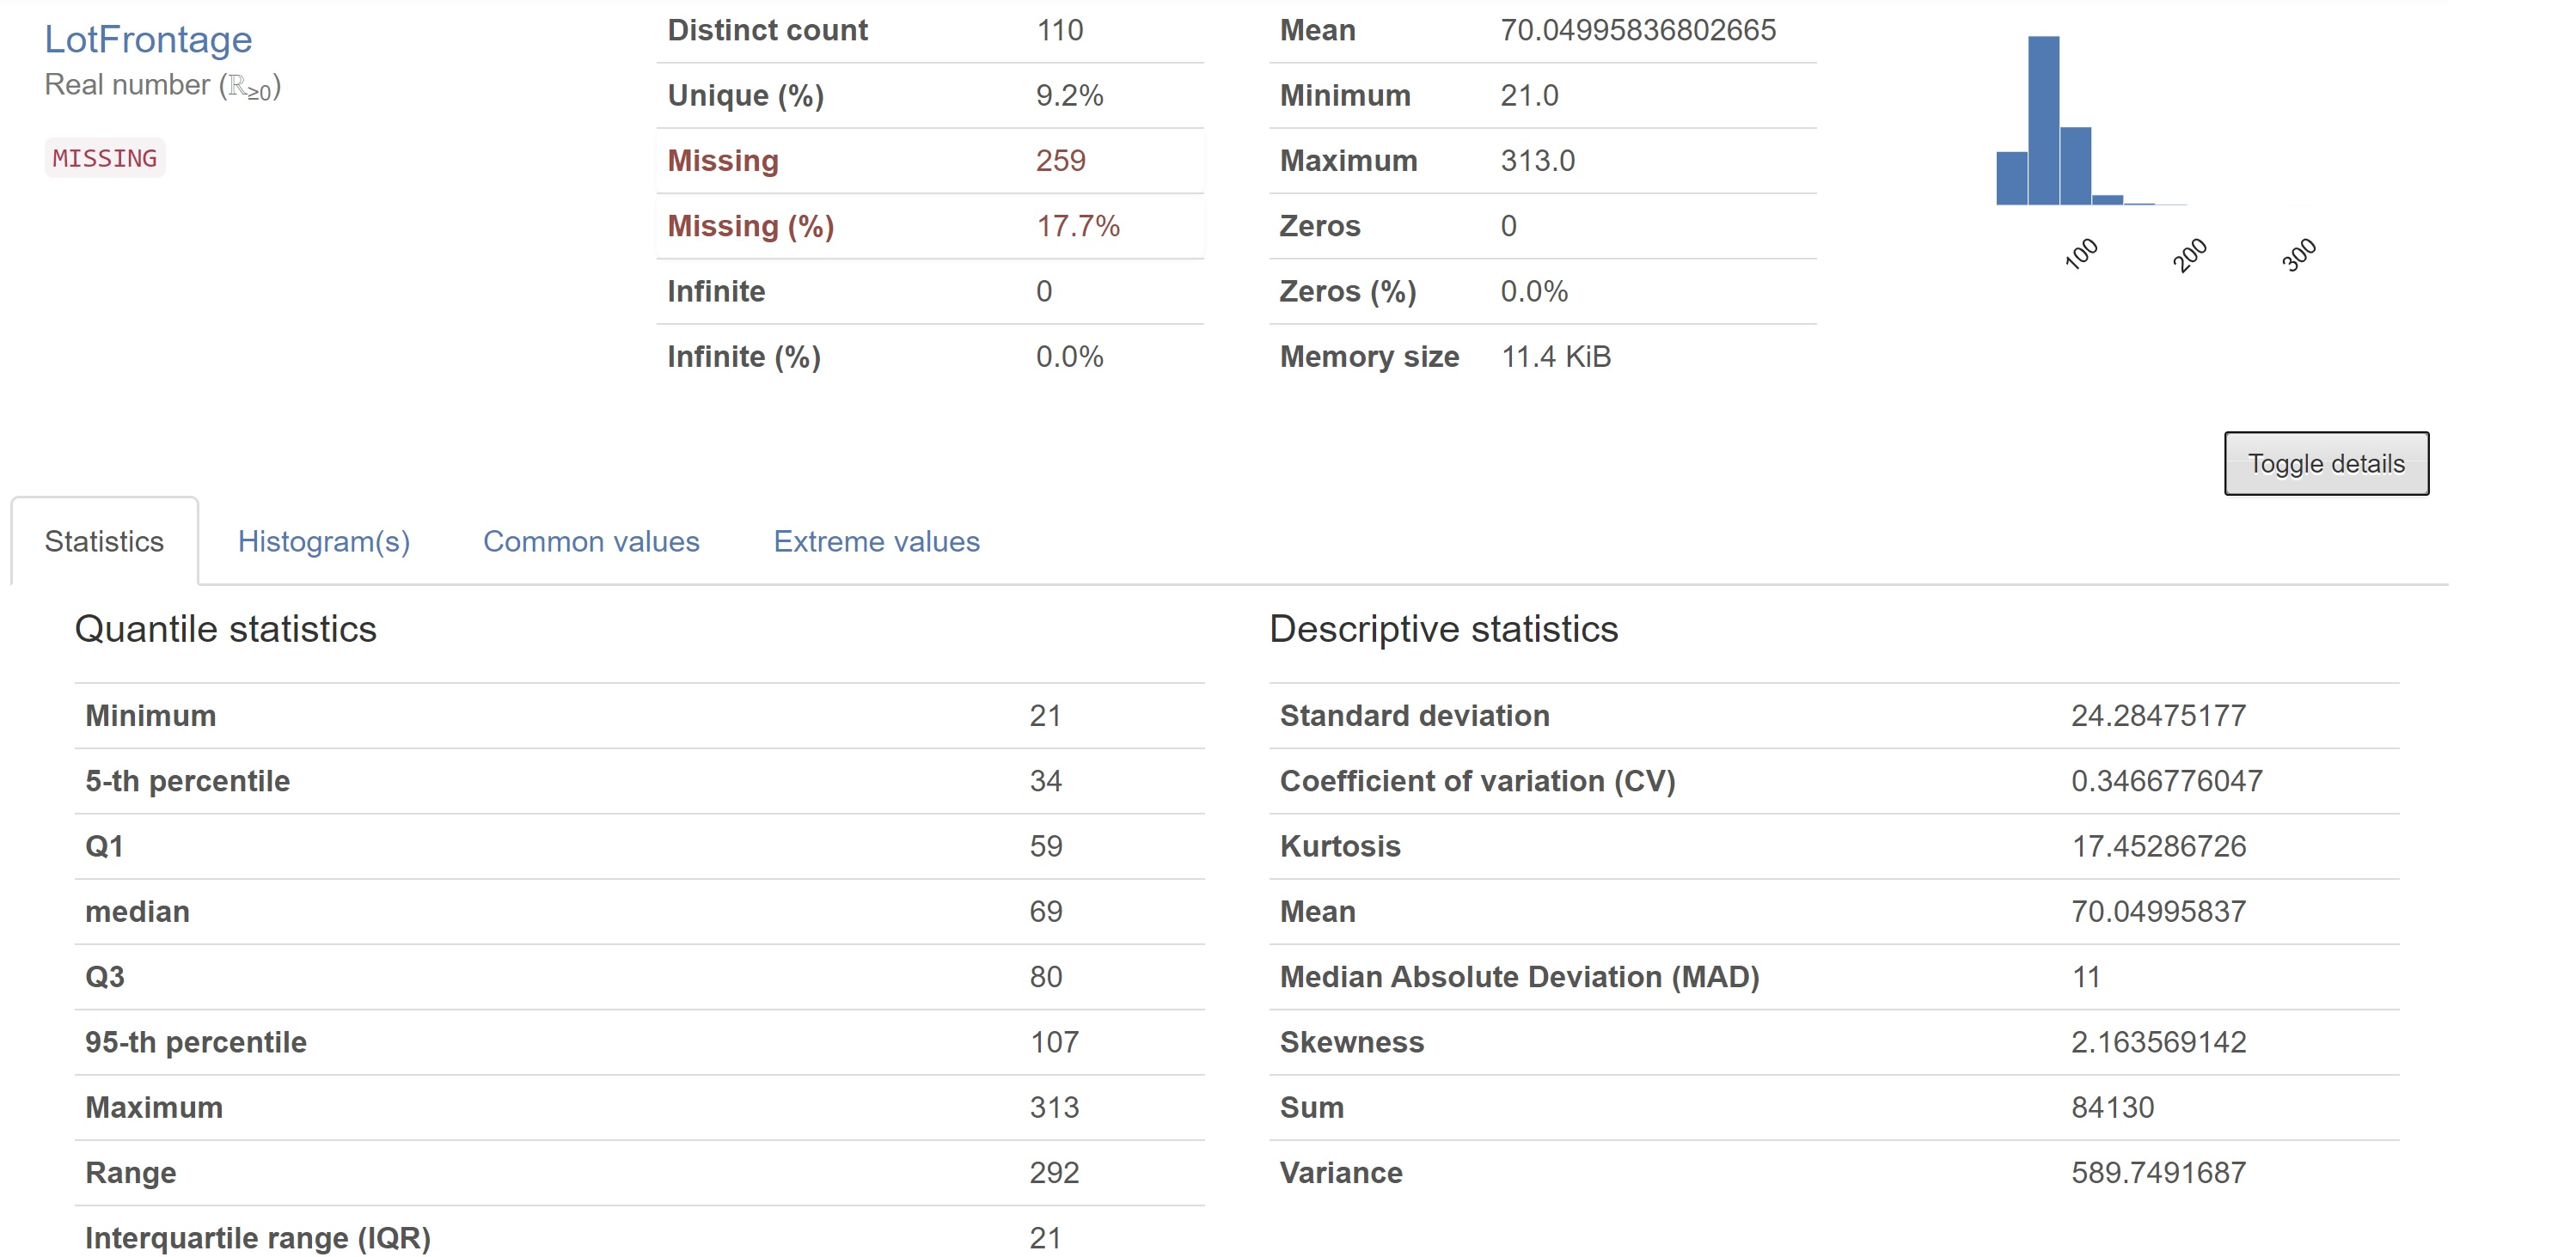 LotFrontage
Real number (ℝ≥0)
MISSING
Distinct count 110
Unique (%) 9.2%
Missing 259
Missing (%) 17.7%
Infinite 0
Infinite (%) 0.0%
Mean 70.04995836802665
Minimum 21.0
Maximum 313.0
Zeros 0
Zeros (%) 0.0%
Memory size 11.4 KiB
100 200 300
Toggle details
Statistics Histogram(s) Common values Extreme values
Quantile statistics
Minimum 21
5-th percentile 34
Q1 59
median 69
Q3 80
95-th percentile 107
Maximum 313
Range 292
Interquartile range (IQR) 21
Descriptive statistics
Standard deviation 24.28475177
Coefficient of variation (CV) 0.3466776047
Kurtosis 17.45286726
Mean 70.04995837
Median Absolute Deviation (MAD) 11
Skewness 2.163569142
Sum 84130
Variance 589.7491687